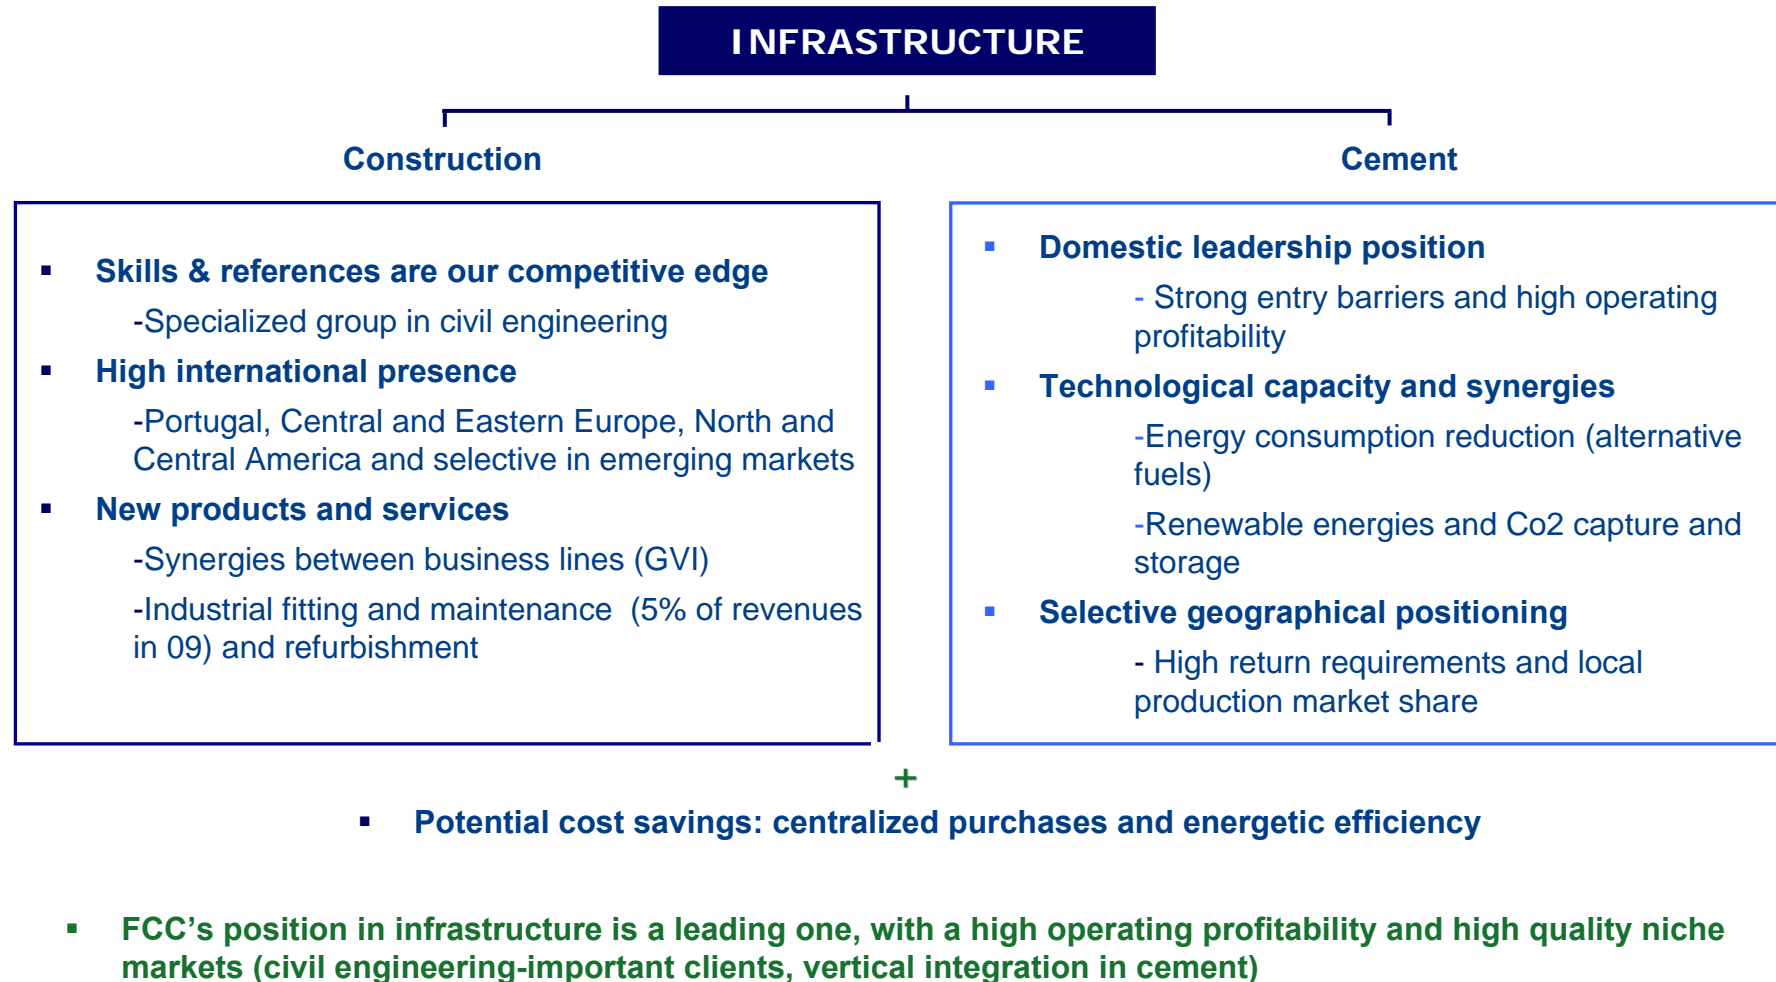 INFRASTRUCTURE
Construction
▪ Skills & references are our competitive edge
-Specialized group in civil engineering
▪ High international presence
-Portugal, Central and Eastern Europe, North and
Central America and selective in emerging markets
▪ New products and services
-Synergies between business lines (GVI)
-Industrial fitting and maintenance (5% of revenues
in 09) and refurbishment
Cement
▪ Domestic leadership position
- Strong entry barriers and high operating
profitability
▪ Technological capacity and synergies
-Energy consumption reduction (alternative
fuels)
-Renewable energies and Co2 capture and
storage
▪ Selective geographical positioning
- High return requirements and local
production market share
+
▪ Potential cost savings: centralized purchases and energetic efficiency
▪ FCC’s position in infrastructure is a leading one, with a high operating profitability and high quality niche
markets (civil engineering-important clients, vertical integration in cement)